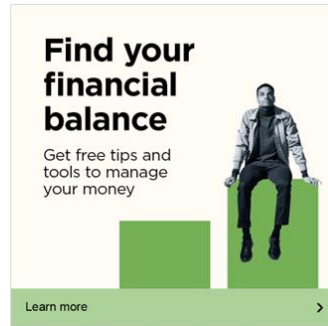 Find your
financial
balance
Get free tips and
tools to manage
your money
Learn more